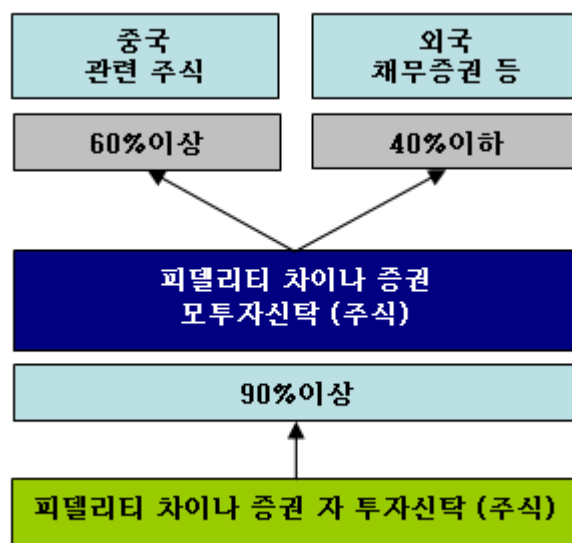 중국
관련 주식
외국
채무증권 등
60%이상
40%이하
피델리티 차이나 증권
모투자신탁 (주식)
90%이상
피델리티 차이나 증권 자 투자신탁 (주식)